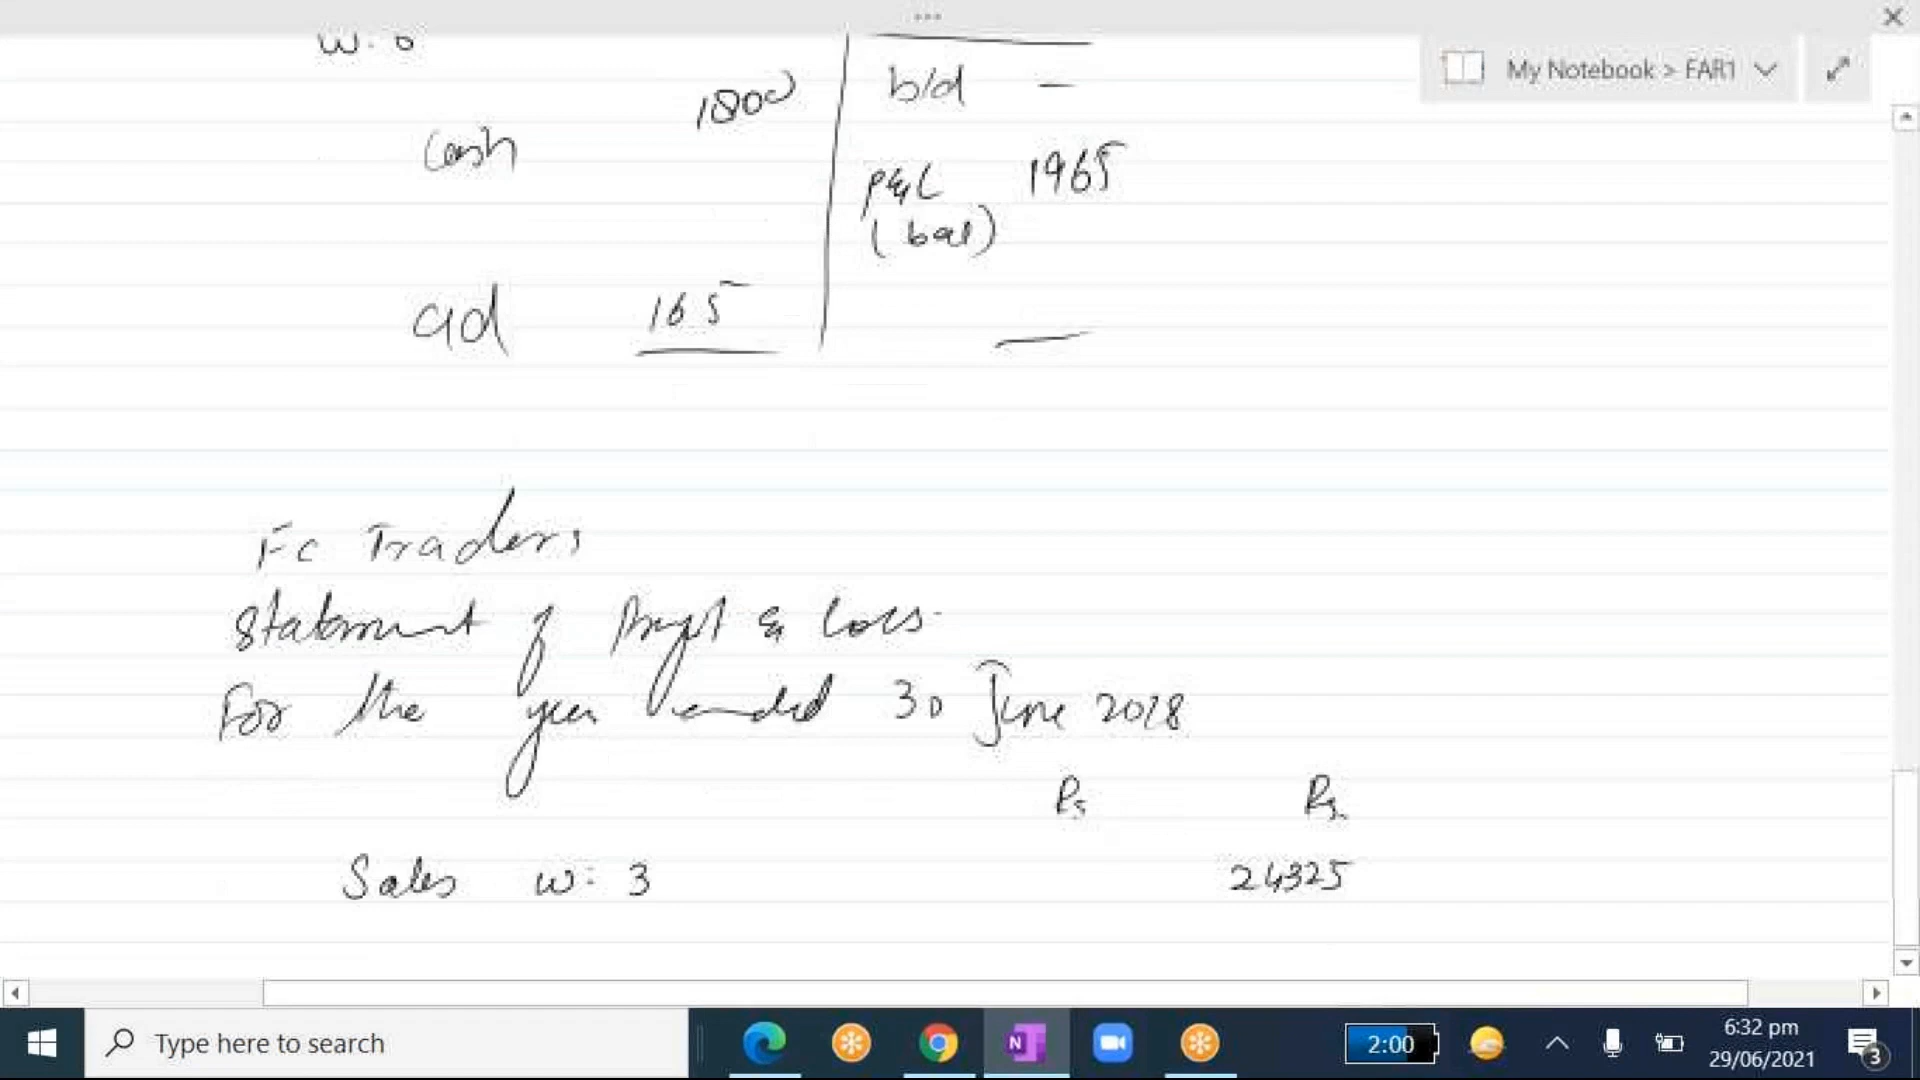 W. 6
My Notebook > FAR1
b/d —
1800
Cash
P&L 1965
(bal)
c/d 165
FC Traders
Statement of Profit & Loss.
For the year ended 30 June 2018
Rs Rs.
Sales W: 3 24325
Type here to search
2:00
6:32 pm
29/06/2021
3